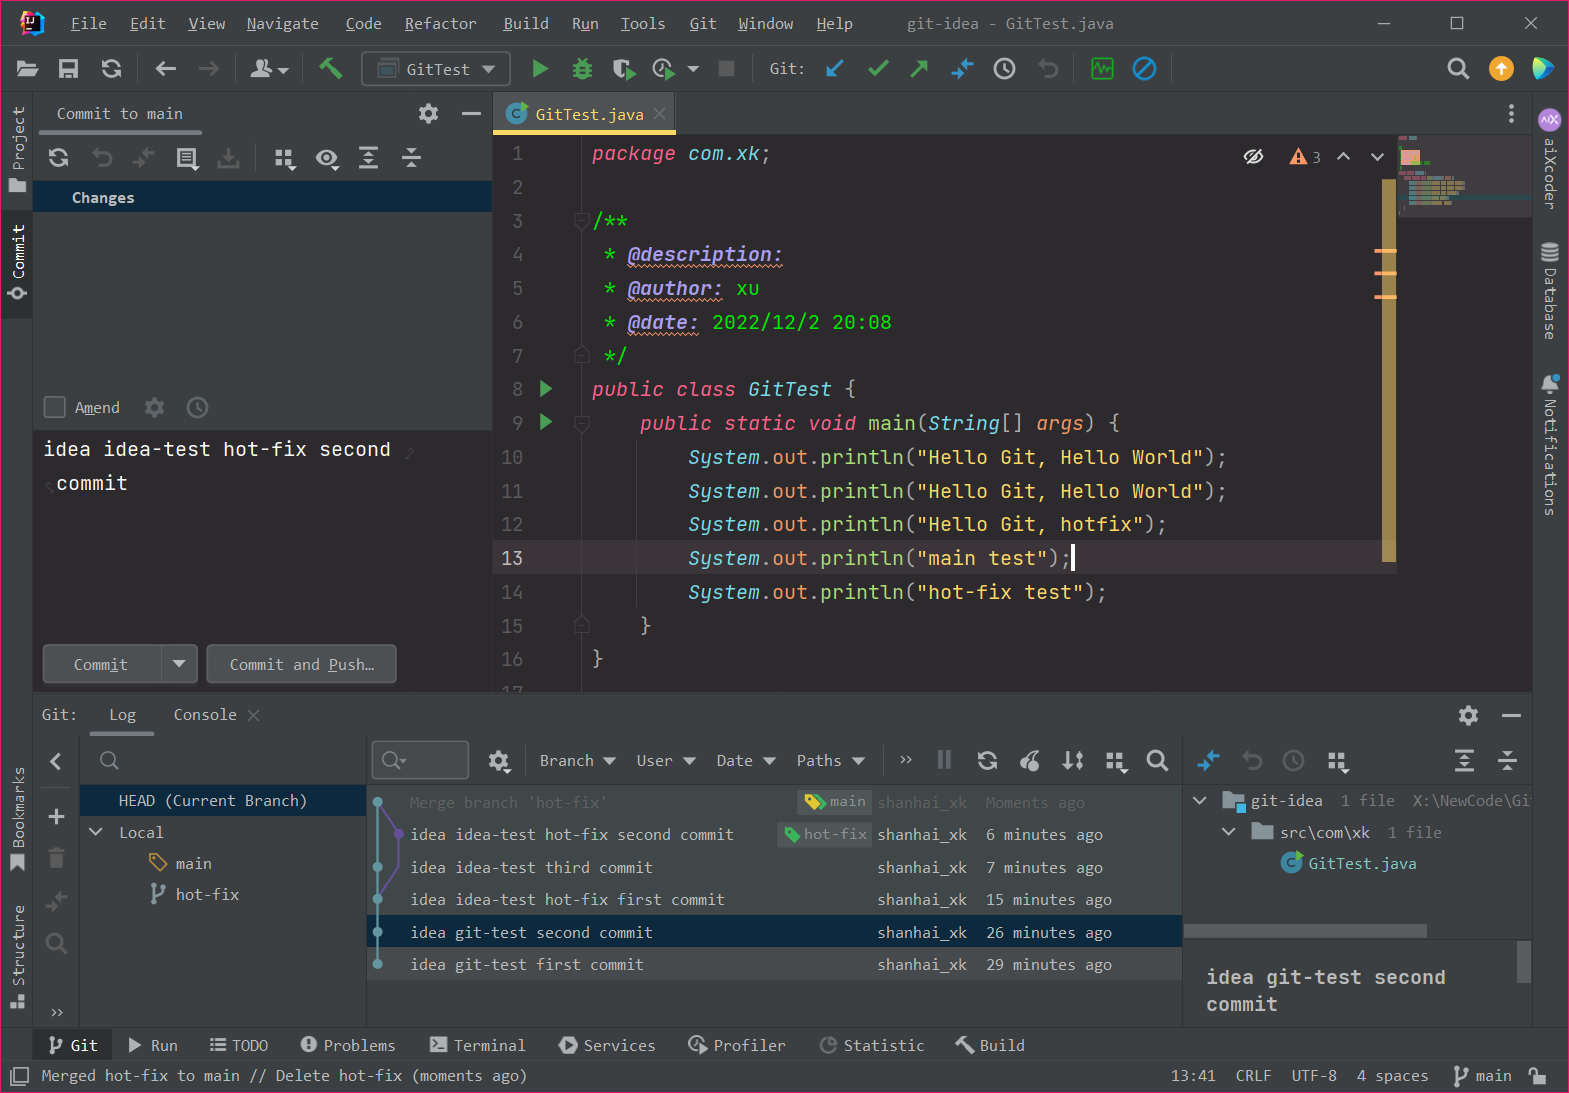 File Edit View Navigate Code Refactor Build Run Tools Git Window Help git-idea - GitTest.java
GitTest Git:
Project
Commit
Bookmarks
Structure
Commit to main
Changes
Amend
idea idea-test hot-fix second
commit
Commit Commit and Push…
GitTest.java
3
1 package com.xk;
2
3 /**
4 * @description:
5 * @author: xu
6 * @date: 2022/12/2 20:08
7 */
8 public class GitTest {
9 public static void main(String[] args) {
10 System.out.println("Hello Git, Hello World");
11 System.out.println("Hello Git, Hello World");
12 System.out.println("Hello Git, hotfix");
13 System.out.println("main test");
14 System.out.println("hot-fix test");
15 }
16 }
17
aiXcoder
Database
Notifications
Git: Log Console
Branch User Date Paths
HEAD (Current Branch)
Local
main
hot-fix
Merge branch 'hot-fix' main shanhai_xk Moments ago
idea idea-test hot-fix second commit hot-fix shanhai_xk 6 minutes ago
idea idea-test third commit shanhai_xk 7 minutes ago
idea idea-test hot-fix first commit shanhai_xk 15 minutes ago
idea git-test second commit shanhai_xk 26 minutes ago
idea git-test first commit shanhai_xk 29 minutes ago
git-idea 1 file X:\NewCode\Gi
src\com\xk 1 file
GitTest.java
idea git-test second
commit
Git Run TODO Problems Terminal Services Profiler Statistic Build
Merged hot-fix to main // Delete hot-fix (moments ago) 13:41 CRLF UTF-8 4 spaces main